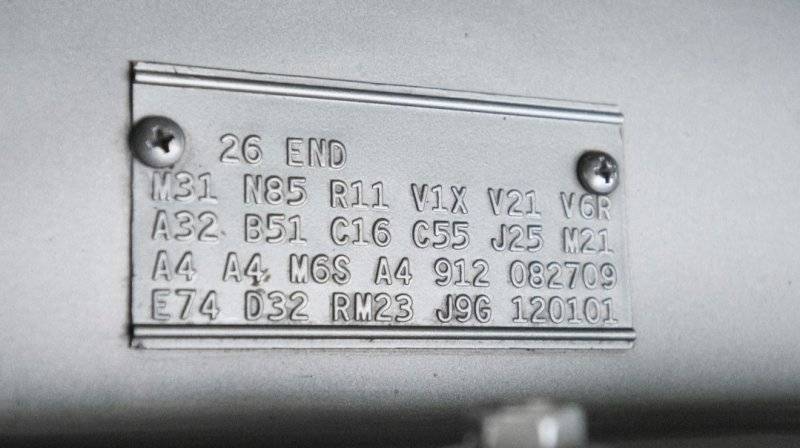 26 END
M31 N85 R11 V1X V21 V6R
A32 B51 C16 C55 J25 M21
A4 A4 M6S A4 912 082709
E74 D32 RM23 J9G 120101